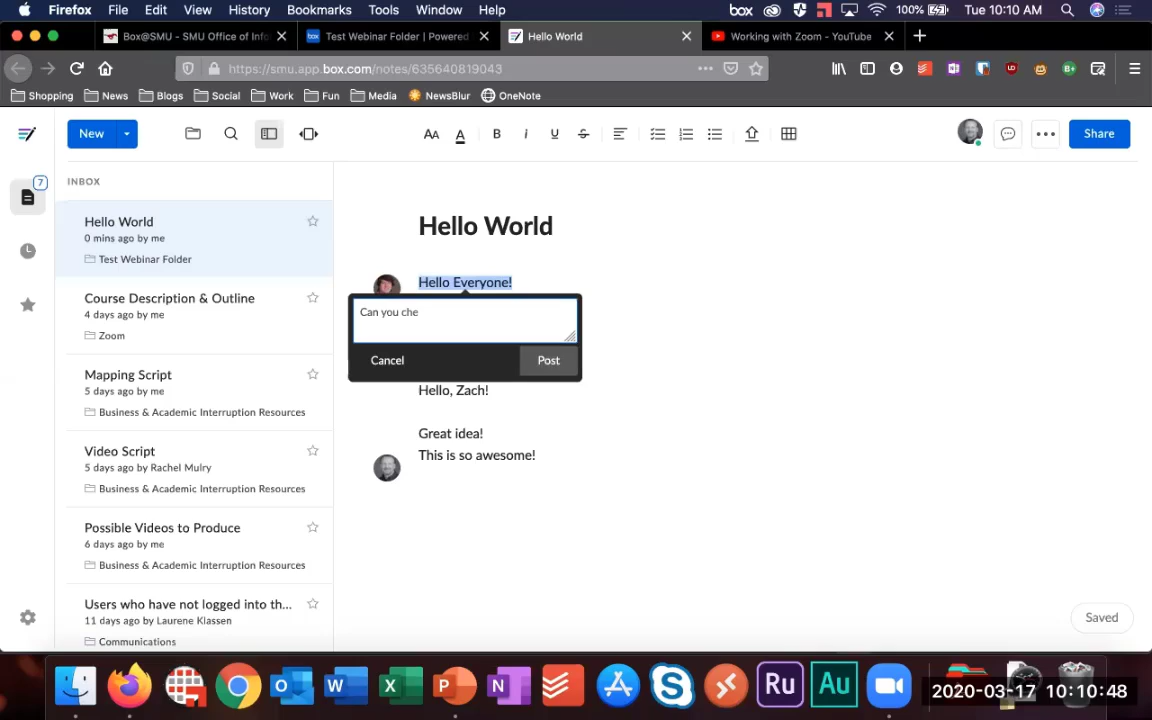 Firefox File Edit View History Bookmarks Tools Window Help box 100% Tue 10:10 AM
Box@SMU - SMU Office of Info
box Test Webinar Folder | Powered
Hello World
Working with Zoom - YouTube
https://smu.app.box.com/notes/635640819043
Shopping News Blogs Social Work Fun Media NewsBlur OneNote
New
AA A B i U S
Share
7
INBOX
Hello World
0 mins ago by me
Test Webinar Folder
Course Description & Outline
4 days ago by me
Zoom
Mapping Script
5 days ago by me
Business & Academic Interruption Resources
Video Script
5 days ago by Rachel Mulry
Business & Academic Interruption Resources
Possible Videos to Produce
6 days ago by me
Business & Academic Interruption Resources
Users who have not logged into th...
11 days ago by Laurene Klassen
Communications
Hello World
Hello Everyone!
Can you che
Cancel Post
Hello, Zach!
Great idea!
This is so awesome!
Saved
O W X P N S Ru Au
2020-03-17 10:10:48